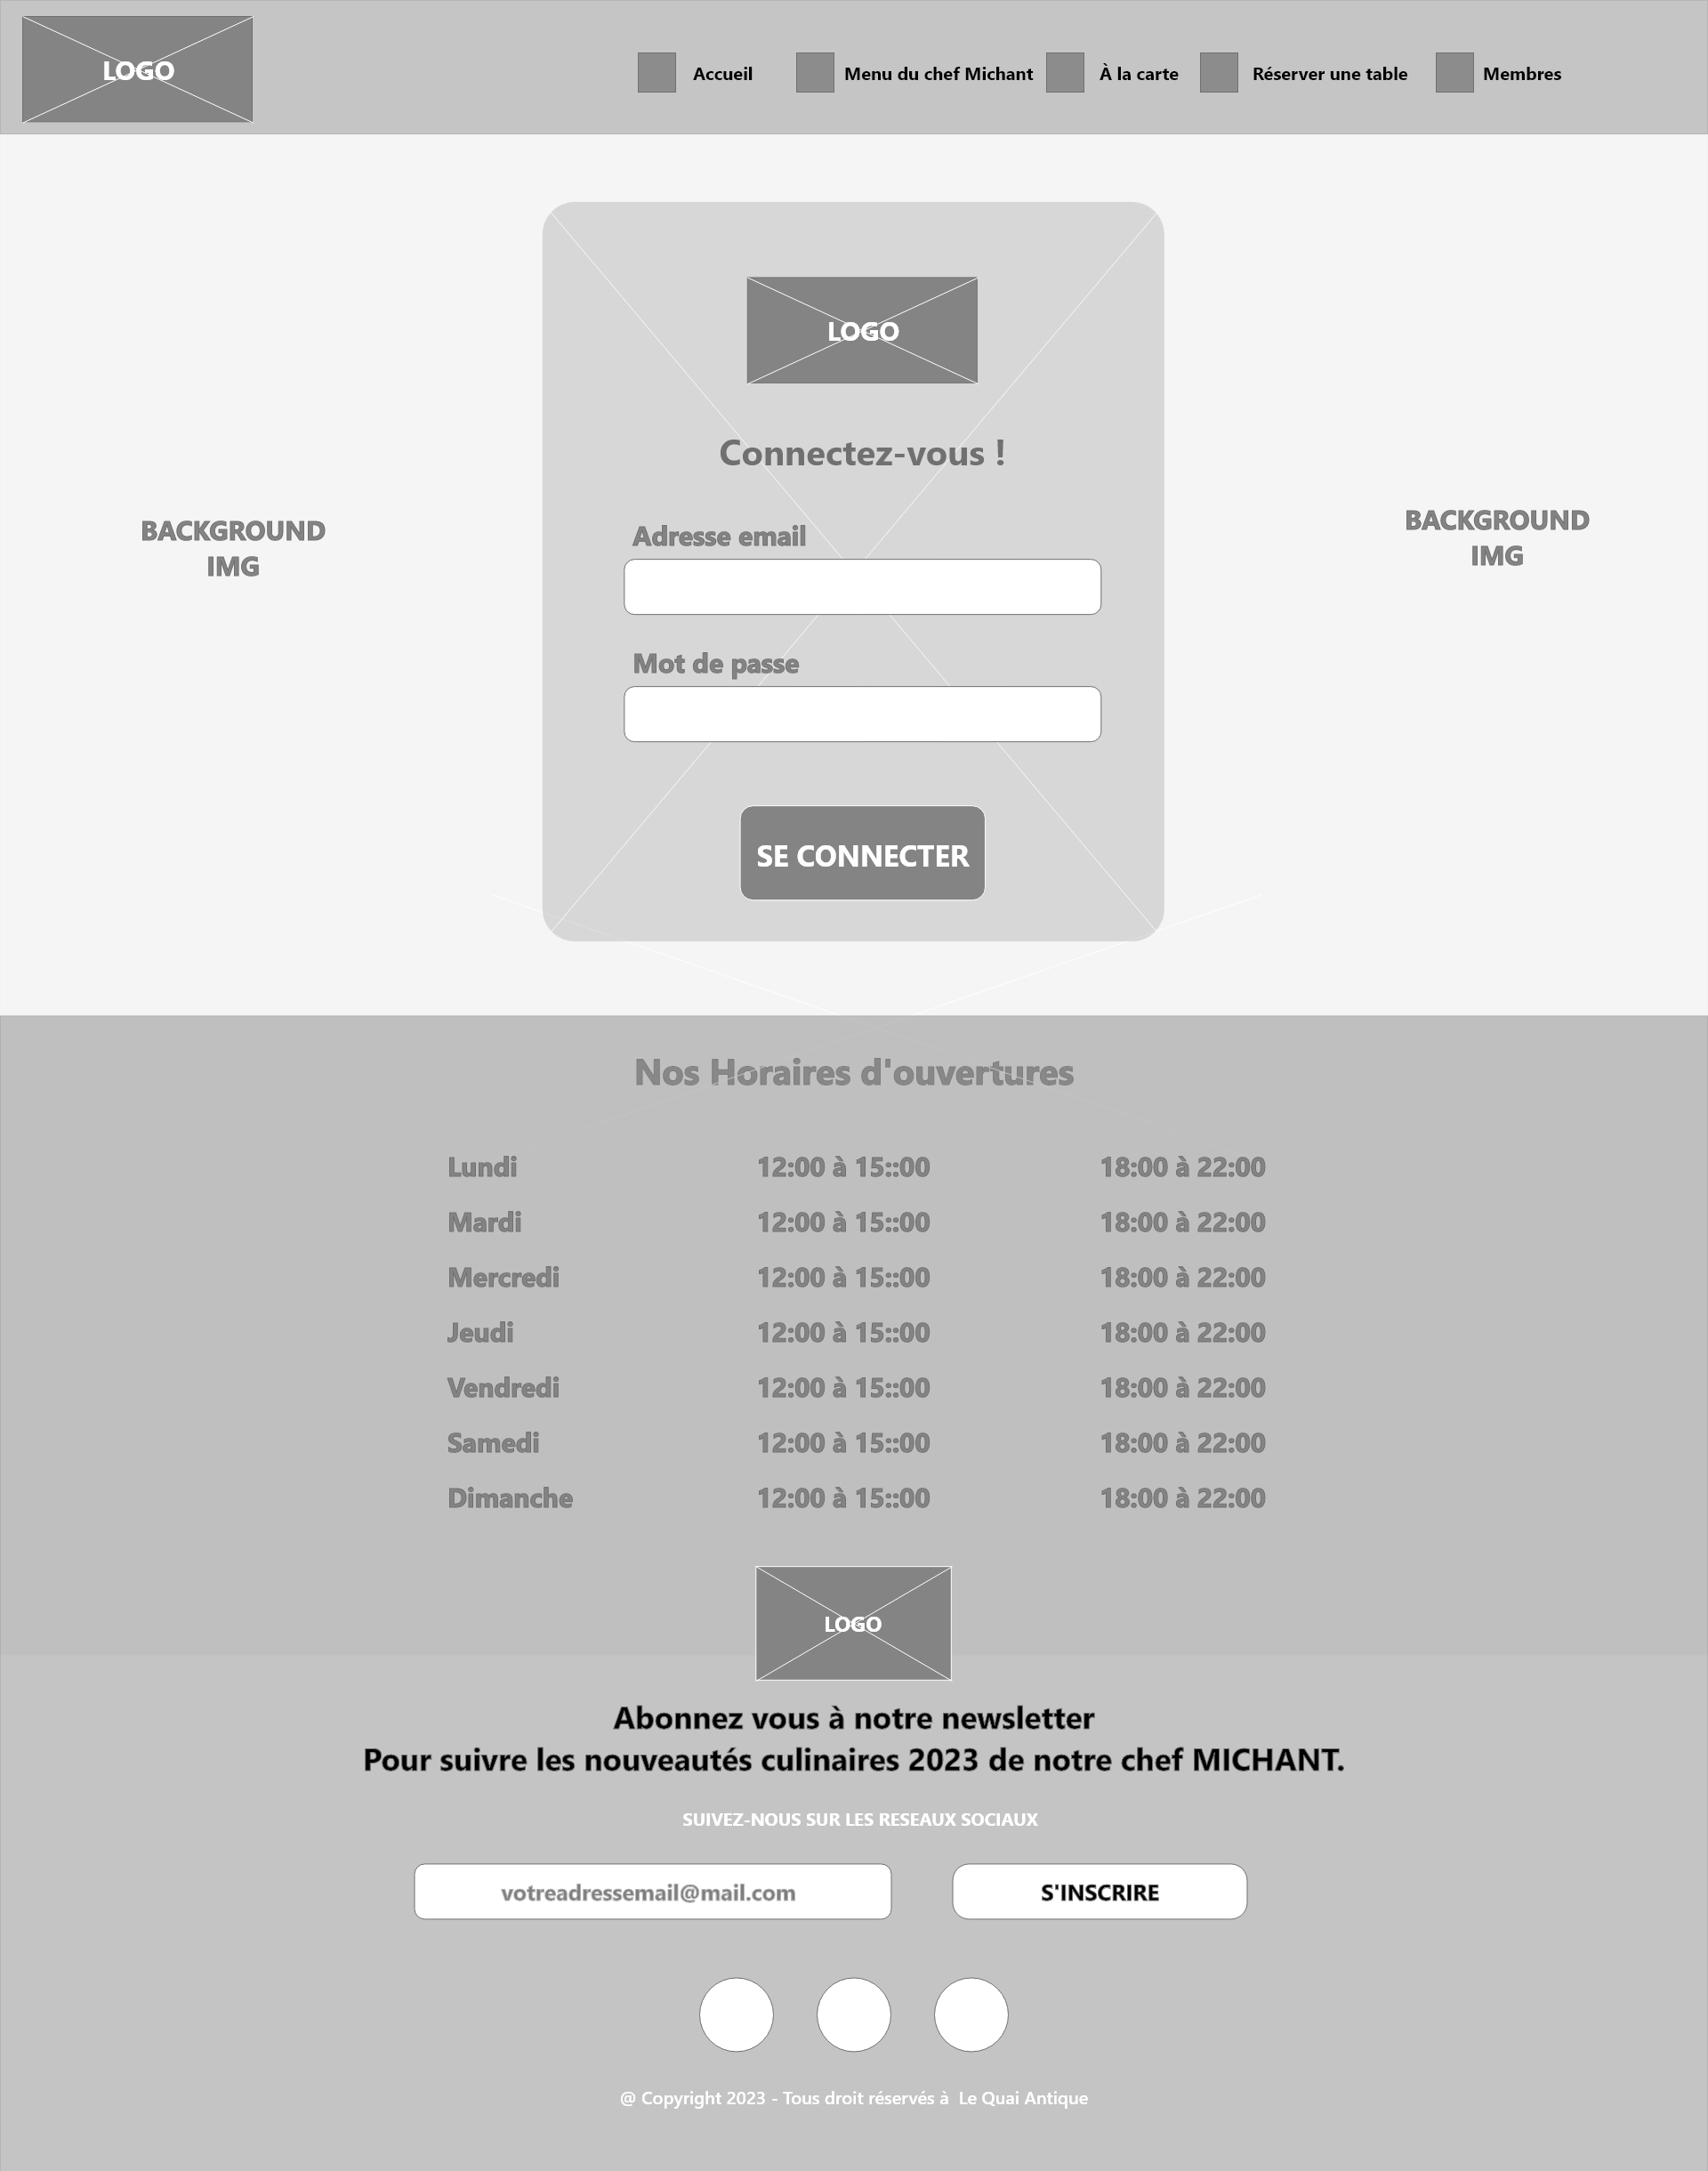 LOGO
Accueil
Menu du chef Michant
À la carte
Réserver une table
Membres
LOGO
Connectez-vous !
Adresse email
Mot de passe
SE CONNECTER
BACKGROUND
IMG
BACKGROUND
IMG
Nos Horaires d'ouvertures
Lundi 12:00 à 15::00 18:00 à 22:00
Mardi 12:00 à 15::00 18:00 à 22:00
Mercredi 12:00 à 15::00 18:00 à 22:00
Jeudi 12:00 à 15::00 18:00 à 22:00
Vendredi 12:00 à 15::00 18:00 à 22:00
Samedi 12:00 à 15::00 18:00 à 22:00
Dimanche 12:00 à 15::00 18:00 à 22:00
LOGO
Abonnez vous à notre newsletter
Pour suivre les nouveautés culinaires 2023 de notre chef MICHANT.
SUIVEZ-NOUS SUR LES RESEAUX SOCIAUX
votreadressemail@mail.com
S'INSCRIRE
@ Copyright 2023 - Tous droit réservés à  Le Quai Antique